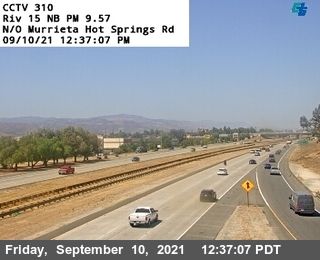 CCTV 310
Riv 15 NB PM 9.57
N/O Murrieta Hot Springs Rd
09/10/21 12:37:07 PM
Friday, September 10, 2021 12:37:07 PDT